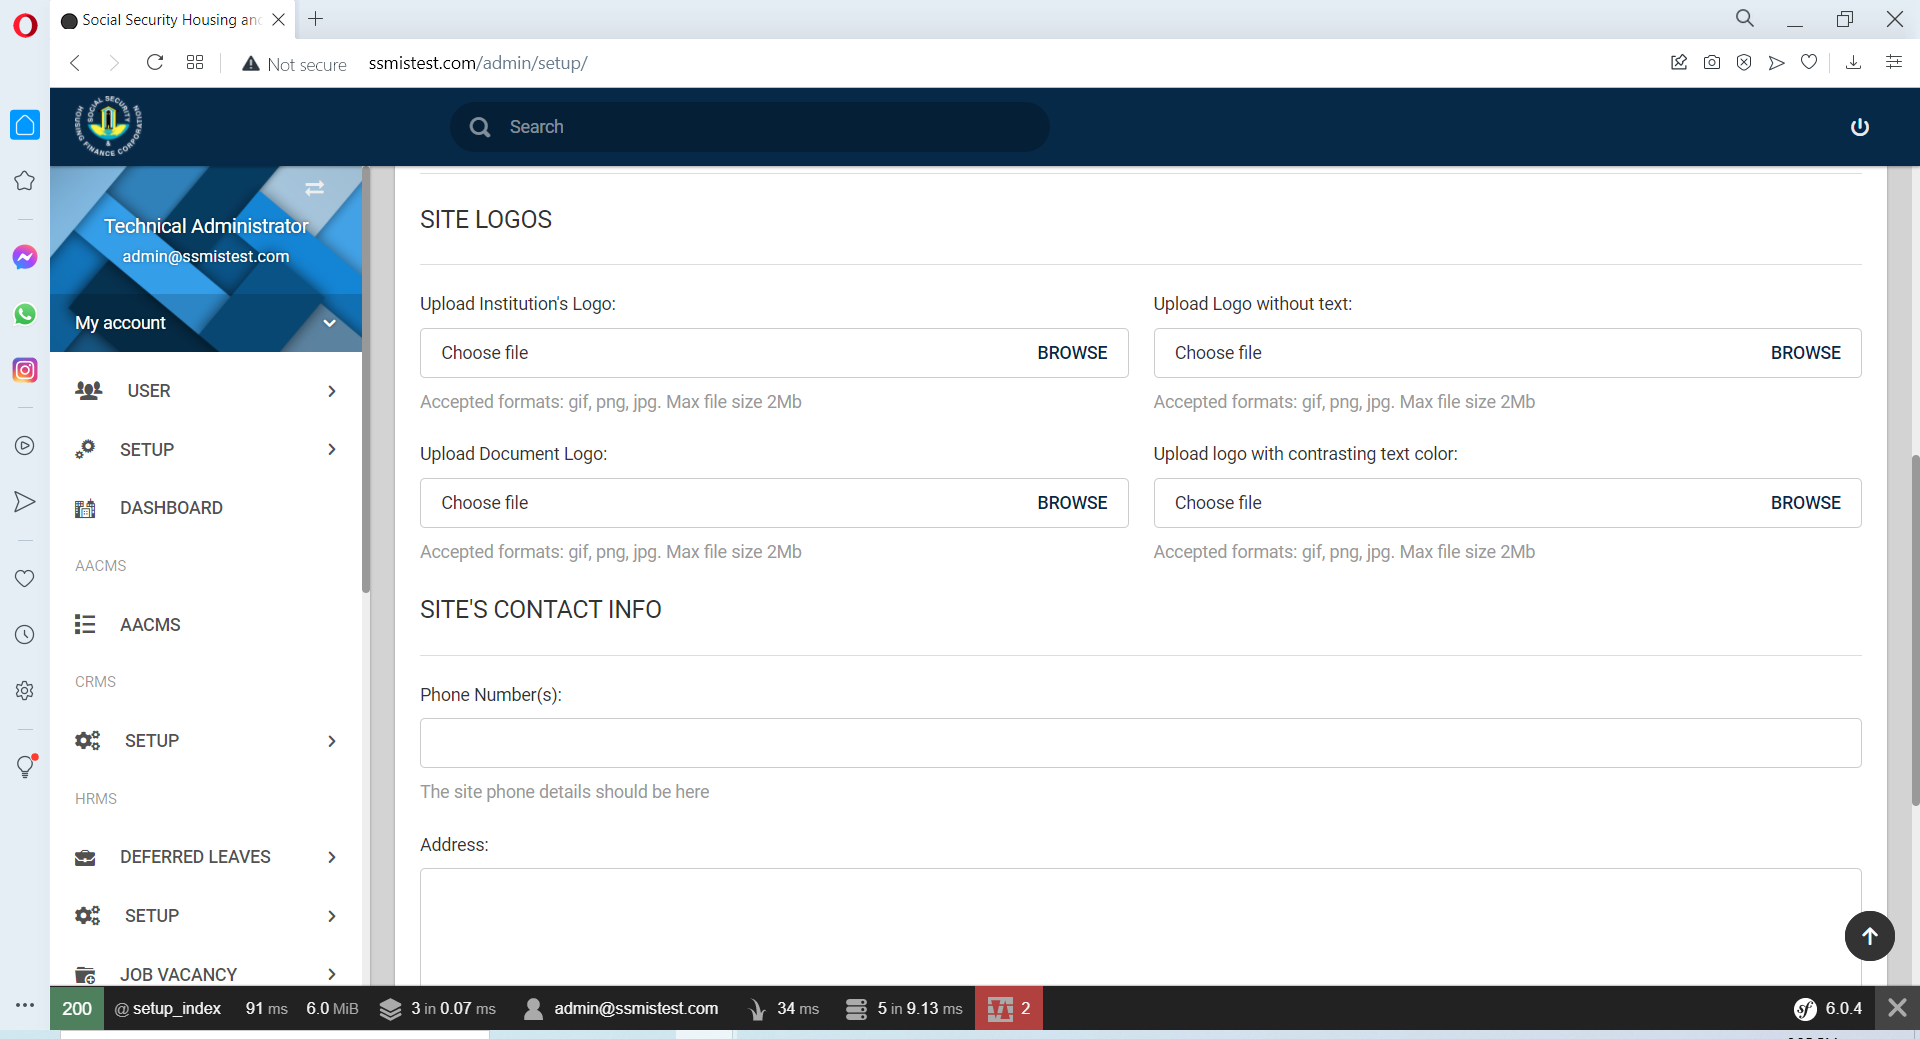 Social Security Housing an
Not secure
ssmistest.com/admin/setup/
SOCIAL SECURITY
HOUSING FINANCE CORPORATION
&
Search
Technical Administrator
admin@ssmistest.com
My account
USER
SETUP
DASHBOARD
AACMS
AACMS
CRMS
SETUP
HRMS
DEFERRED LEAVES
SETUP
JOB VACANCY
SITE LOGOS
Upload Institution's Logo:
Upload Logo without text:
Choose file BROWSE
Choose file BROWSE
Accepted formats: gif, png, jpg. Max file size 2Mb
Accepted formats: gif, png, jpg. Max file size 2Mb
Upload Document Logo:
Upload logo with contrasting text color:
Choose file BROWSE
Choose file BROWSE
Accepted formats: gif, png, jpg. Max file size 2Mb
Accepted formats: gif, png, jpg. Max file size 2Mb
SITE'S CONTACT INFO
Phone Number(s):
The site phone details should be here
Address:
200 @ setup_index 91 ms 6.0 MiB 3 in 0.07 ms admin@ssmistest.com 34 ms 5 in 9.13 ms 2 sf 6.0.4